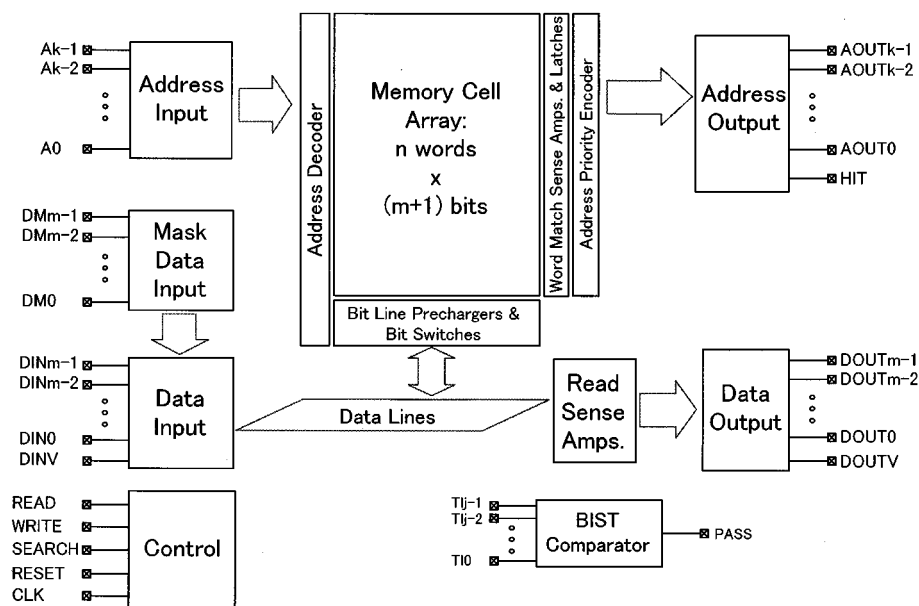 Ak-1
Ak-2
A0
Address
Input
Address Decoder
Memory Cell
Array:
n words
x
(m+1) bits
Word Match Sense Amps. & Latches
Address Priority Encoder
Address
Output
AOUTk-1
AOUTk-2
AOUT0
HIT
DMm-1
DMm-2
DM0
Mask
Data
Input
Bit Line Prechargers &
Bit Switches
DINm-1
DINm-2
DIN0
DINV
Data
Input
Data Lines
Read
Sense
Amps.
Data
Output
DOUTm-1
DOUTm-2
DOUT0
DOUTV
READ
WRITE
SEARCH
RESET
CLK
Control
TIj-1
TIj-2
TI0
BIST
Comparator
PASS